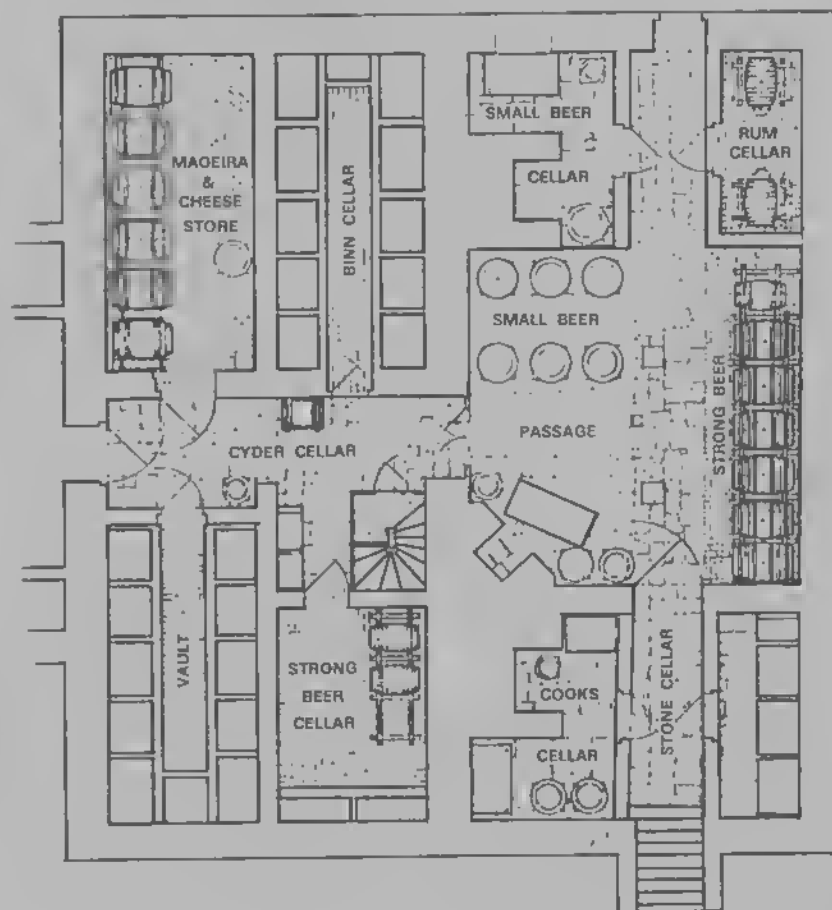 SMALL BEER
CELLAR
RUM
CELLAR
MADEIRA
&
CHEESE
STORE
BINN CELLAR
SMALL BEER
STRONG BEER
PASSAGE
CYDER CELLAR
VAULT
STRONG
BEER
CELLAR
COOKS
CELLAR
STONE CELLAR